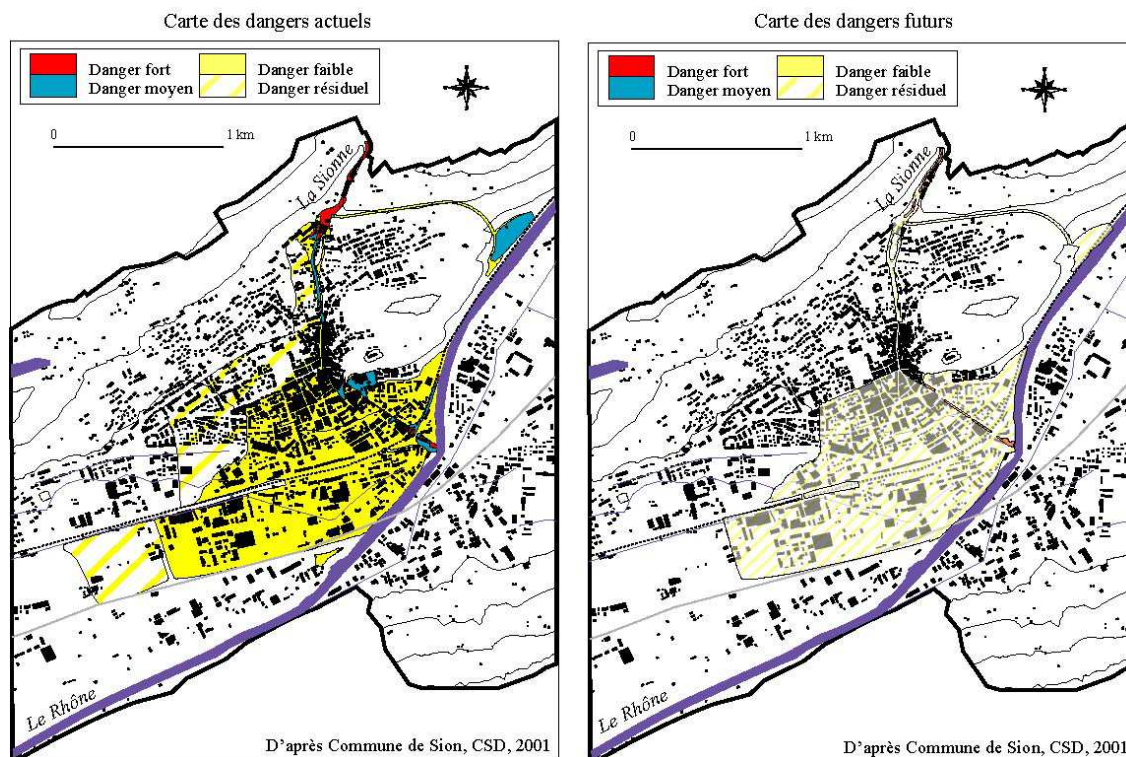 Carte des dangers actuels
Danger fort
Danger faible
Danger moyen
Danger résiduel
0
1 km
La Sionne
Le Rhône
D'après Commune de Sion, CSD, 2001
Carte des dangers futurs
Danger fort
Danger faible
Danger moyen
Danger résiduel
0
1 km
La Sionne
Le Rhône
D'après Commune de Sion, CSD, 2001